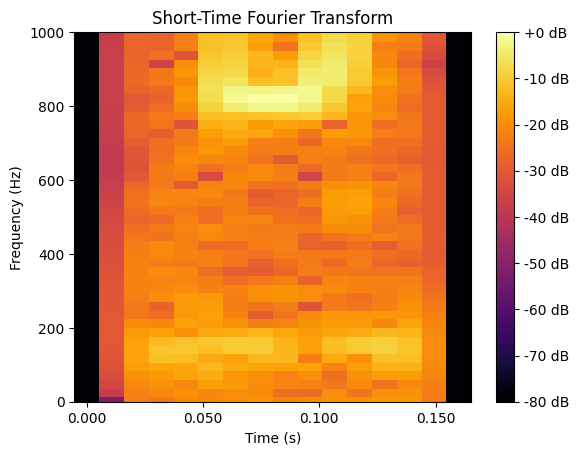 Short-Time Fourier Transform
1000
800
600
400
200
0
Frequency (Hz)
0.000
0.050
0.100
0.150
Time (s)
+0 dB
-10 dB
-20 dB
-30 dB
-40 dB
-50 dB
-60 dB
-70 dB
-80 dB